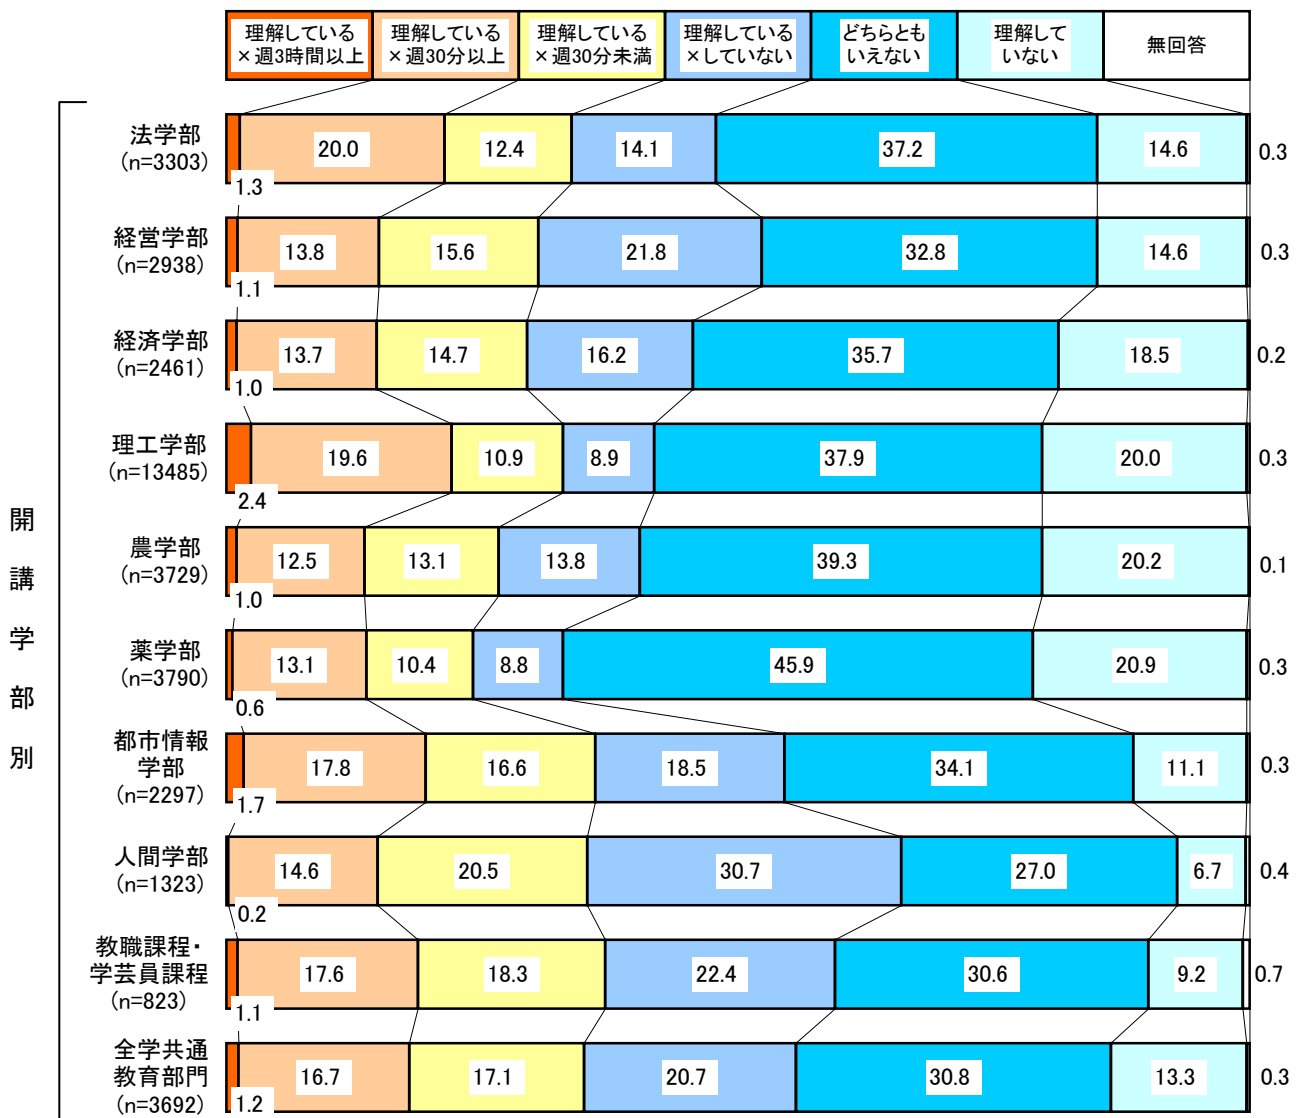 理解している
×週3時間以上
理解している
×週30分以上
理解している
×週30分未満
理解している
×していない
どちらとも
いえない
理解して
いない
無回答
開講学部別
法学部
(n=3303)
1.3
20.0
12.4
14.1
37.2
14.6
0.3
経営学部
(n=2938)
1.1
13.8
15.6
21.8
32.8
14.6
0.3
経済学部
(n=2461)
1.0
13.7
14.7
16.2
35.7
18.5
0.2
理工学部
(n=13485)
2.4
19.6
10.9
8.9
37.9
20.0
0.3
農学部
(n=3729)
1.0
12.5
13.1
13.8
39.3
20.2
0.1
薬学部
(n=3790)
0.6
13.1
10.4
8.8
45.9
20.9
0.3
都市情報
学部
(n=2297)
1.7
17.8
16.6
18.5
34.1
11.1
0.3
人間学部
(n=1323)
0.2
14.6
20.5
30.7
27.0
6.7
0.4
教職課程・
学芸員課程
(n=823)
1.1
17.6
18.3
22.4
30.6
9.2
0.7
全学共通
教育部門
(n=3692)
1.2
16.7
17.1
20.7
30.8
13.3
0.3